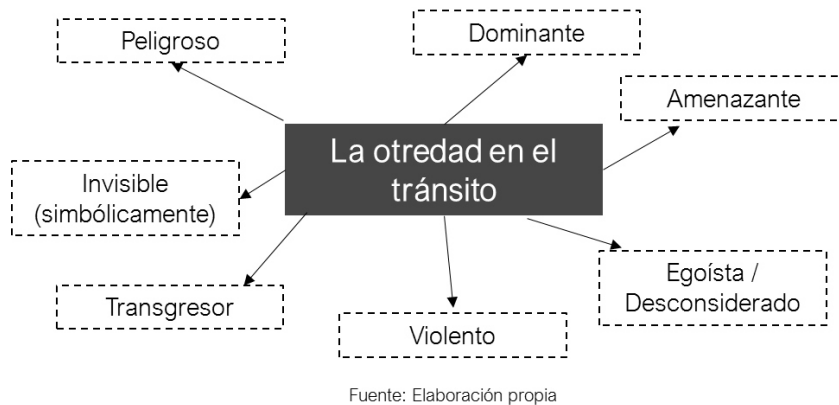 Peligroso
Dominante
Amenazante
La otredad en el
tránsito
Invisible
(simbólicamente)
Egoísta /
Desconsiderado
Transgresor
Violento
Fuente: Elaboración propia